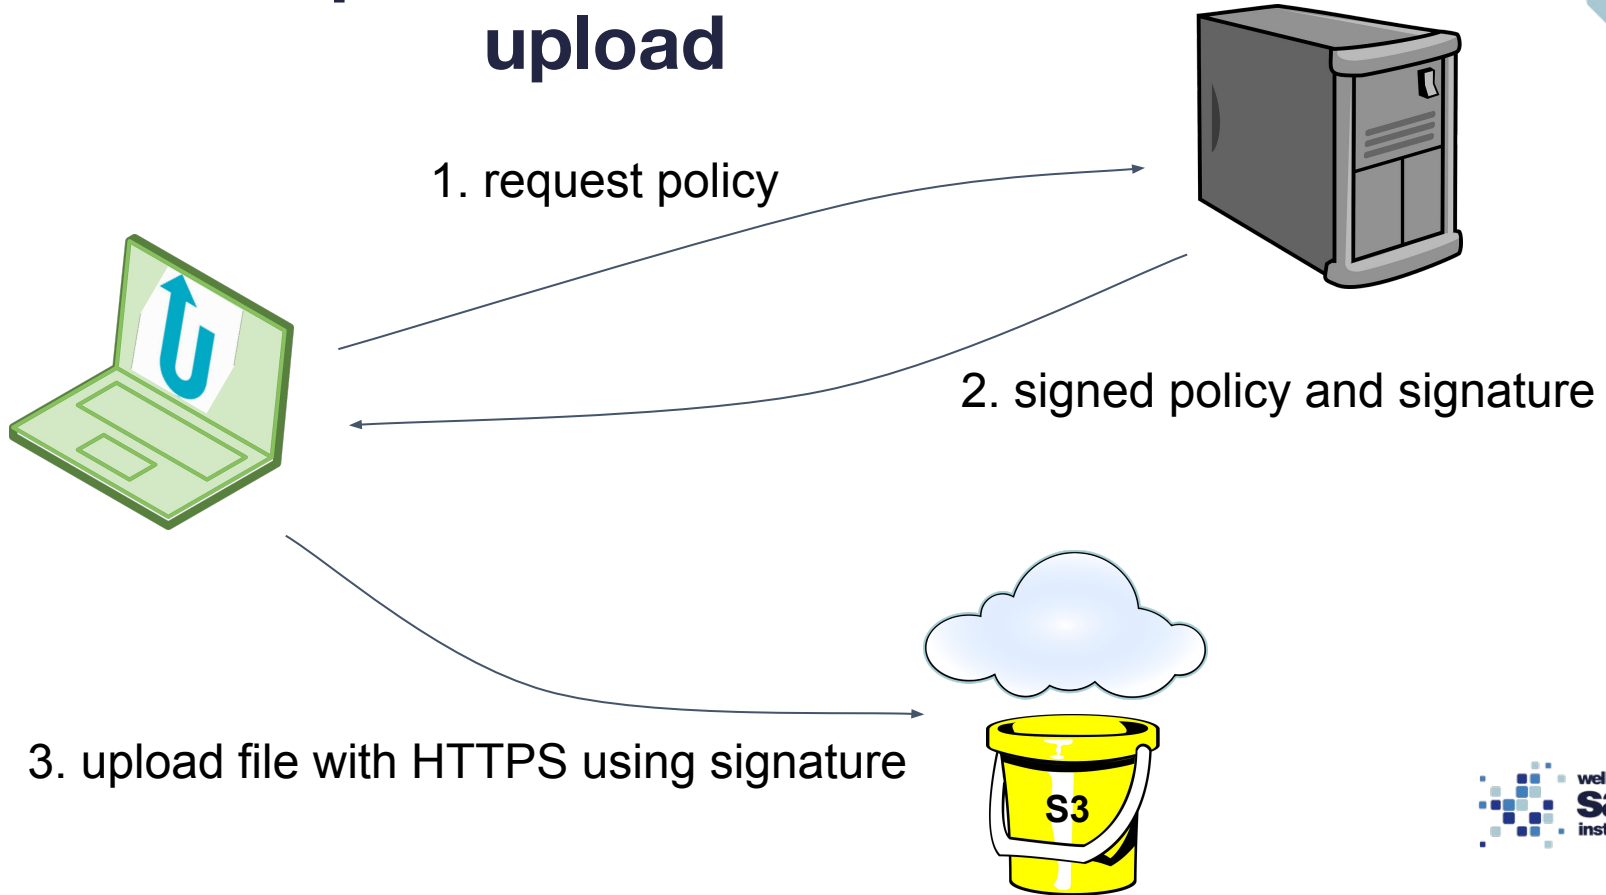 upload
1. request policy
2. signed policy and signature
3. upload file with HTTPS using signature
S3